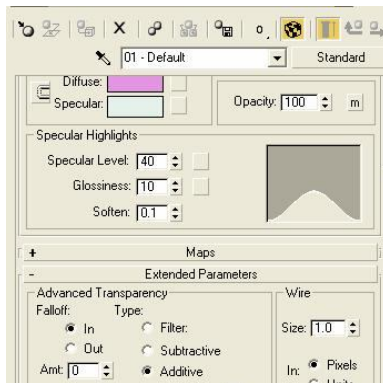 01 - Default Standard
Diffuse:
Specular: Opacity: 100 m
Specular Highlights
Specular Level: 40
Glossiness: 10
Soften: 0.1
+ Maps
- Extended Parameters
Advanced Transparency Wire
Falloff: Type:
In Filter: Size: 1.0
Out Subtractive
Amt: 0 Additive In: Pixels
Units